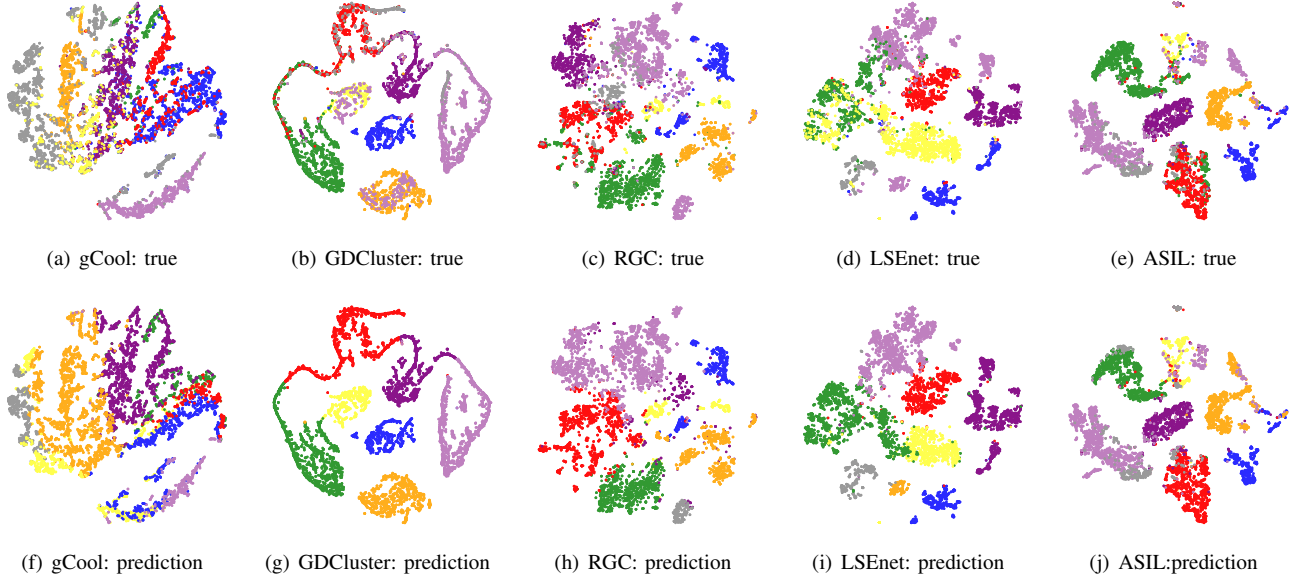 (a) gCool: true
(b) GDCluster: true
(c) RGC: true
(d) LSEnet: true
(e) ASIL: true
(f) gCool: prediction
(g) GDCluster: prediction
(h) RGC: prediction
(i) LSEnet: prediction
(j) ASIL:prediction